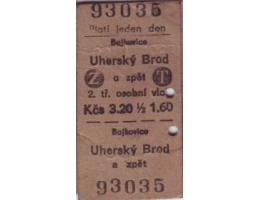 93035
Platí jeden den
Bojkovice
Uherský Brod
Z a zpět T
2. tř. osobní vlak
Kčs 3.20 ½ 1.60
Bojkovice
Uherský Brod
a zpět
93035